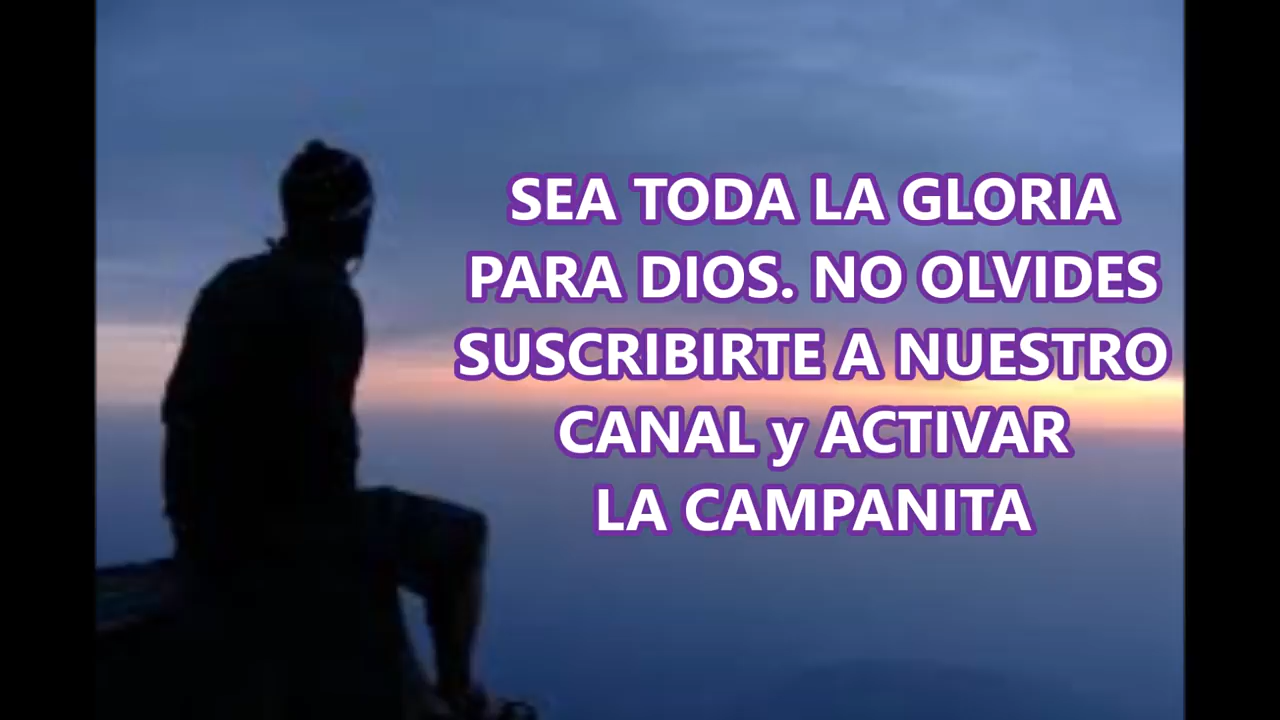 SEA TODA LA GLORIA
PARA DIOS. NO OLVIDES
SUSCRIBIRTE A NUESTRO
CANAL y ACTIVAR
LA CAMPANITA